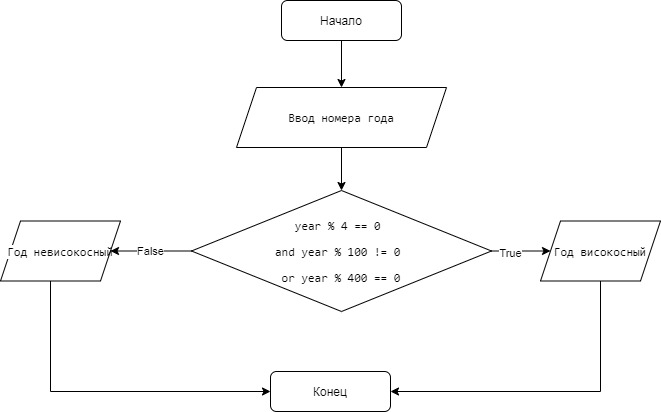 Начало
Ввод номера года
year % 4 == 0
and year % 100 != 0
or year % 400 == 0
Год невисокосный
False
True
Год високосный
Конец